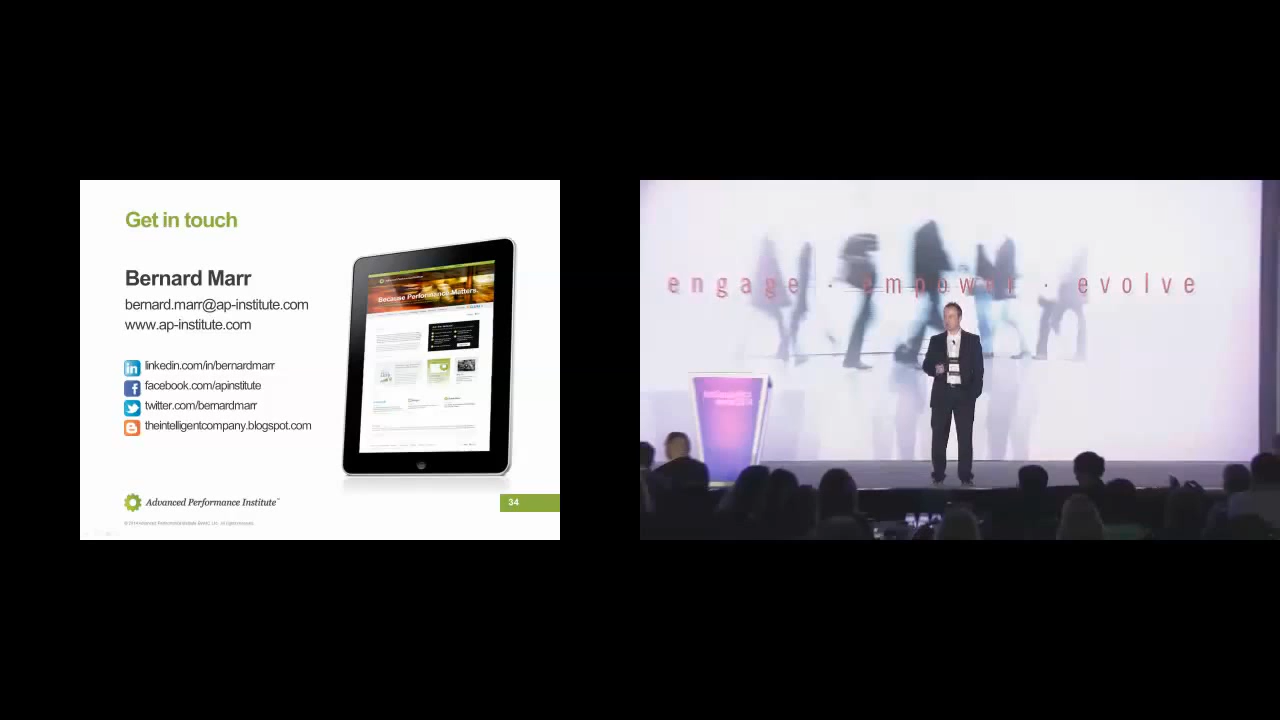 Get in touch
Bernard Marr
bernard.marr@ap-institute.com
www.ap-institute.com
linkedin.com/in/bernardmarr
facebook.com/apinstitute
twitter.com/bernardmarr
theintelligentcompany.blogspot.com
Because Performance Matters.
Advanced Performance Institute™
34
engage · empower · evolve